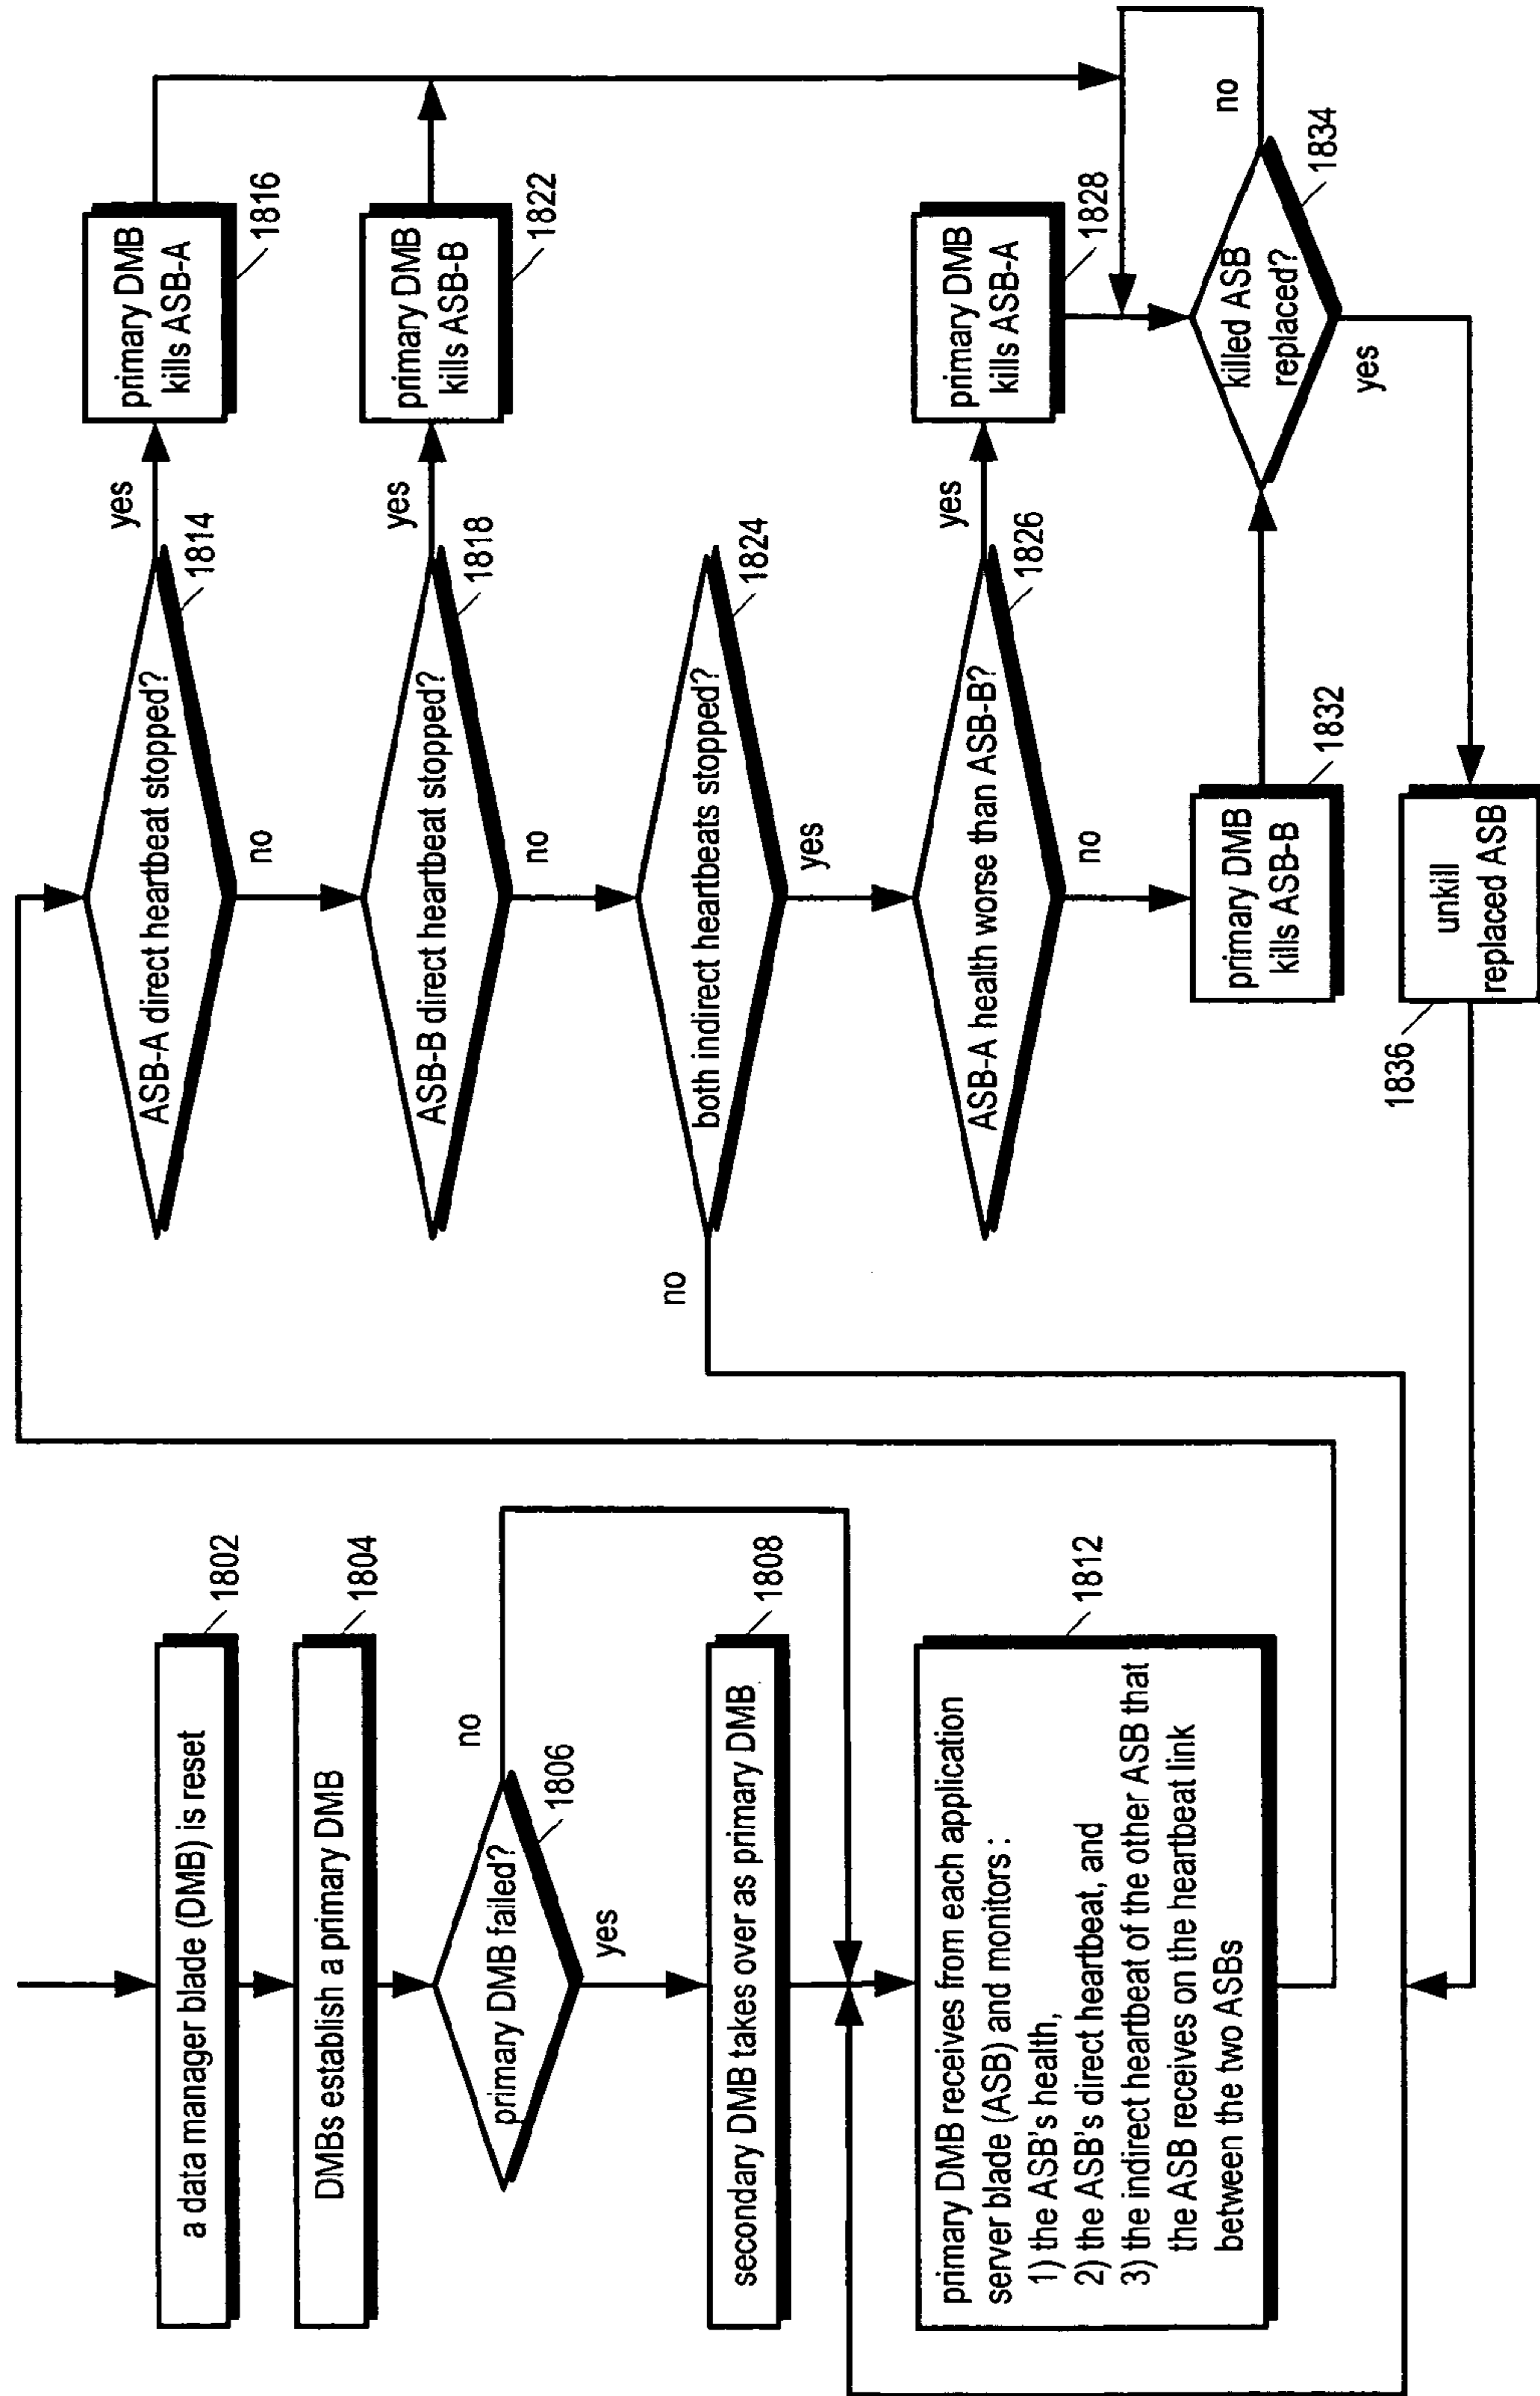 a data manager blade (DMB) is reset
1802
DMBs establish a primary DMB
1804
primary DMB failed?
1806
no
yes
secondary DMB takes over as primary DMB
1808
primary DMB receives from each application
server blade (ASB) and monitors :
1) the ASB's health,
2) the ASB's direct heartbeat, and
3) the indirect heartbeat of the other ASB that
the ASB receives on the heartbeat link
between the two ASBs
1812
ASB-A direct heartbeat stopped?
1814
yes
no
primary DMB
kills ASB-A
1816
ASB-B direct heartbeat stopped?
1818
yes
no
primary DMB
kills ASB-B
1822
both indirect heartbeats stopped?
1824
no
yes
ASB-A health worse than ASB-B?
1826
yes
no
primary DMB
kills ASB-A
1828
primary DMB
kills ASB-B
1832
killed ASB
replaced?
1834
no
yes
unkill
replaced ASB
1836